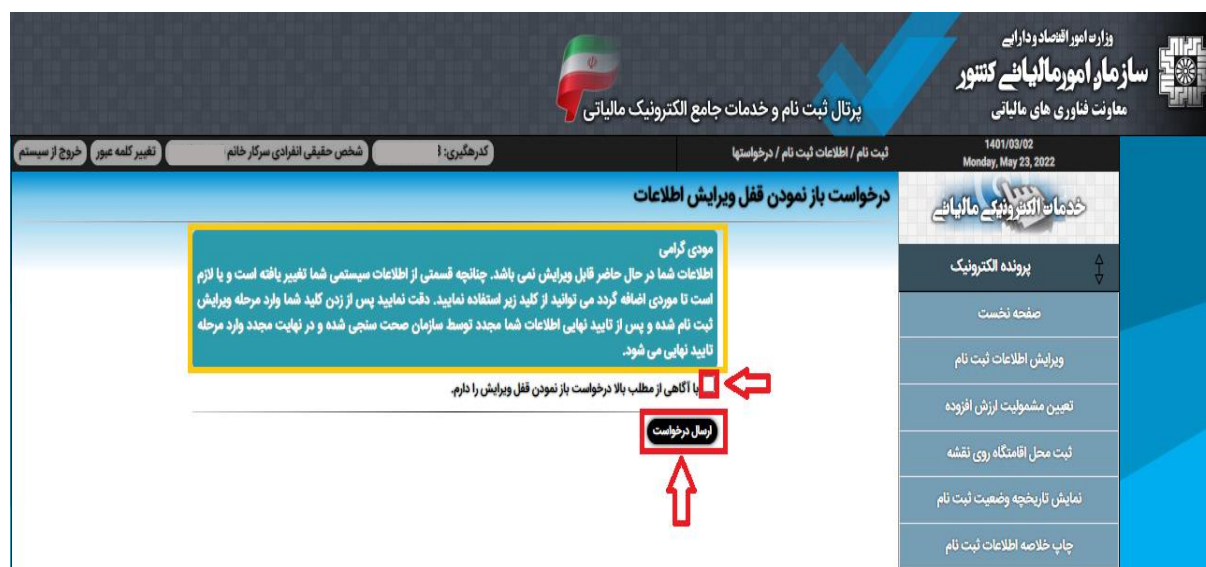 وزارت امور اقتصاد و دارایی
سازمان امور مالیاتی کشور
معاونت فناوری های مالیاتی
پرتال ثبت نام و خدمات جامع الکترونیک مالیاتی
1401/03/02
Monday, May 23, 2022
ثبت نام / اطلاعات ثبت نام / درخواستها
کدرهگیری: 3
شخص حقیقی انفرادی سرکار خانم
تغییر کلمه عبور
خروج از سیستم
خدمات الکترونیکی مالیاتی
پرونده الکترونیک
صفحه نخست
ویرایش اطلاعات ثبت نام
تعیین مشمولیت ارزش افزوده
ثبت محل اقامتگاه روی نقشه
نمایش تاریخچه وضعیت ثبت نام
چاپ خلاصه اطلاعات ثبت نام
درخواست باز نمودن قفل ویرایش اطلاعات
مودی گرامی
اطلاعات شما در حال حاضر قابل ویرایش نمی باشد. چنانچه قسمتی از اطلاعات سیستمی شما تغییر یافته است و یا لازم
است تا موردی اضافه گردد می توانید از کلید زیر استفاده نمایید. دقت نمایید پس از زدن کلید شما وارد مرحله ویرایش
ثبت نام شده و پس از تایید نهایی اطلاعات شما مجدد توسط سازمان صحت سنجی شده و در نهایت مجدد وارد مرحله
تایید نهایی می شود.
با آگاهی از مطلب بالا درخواست باز نمودن قفل ویرایش را دارم.
ارسال درخواست